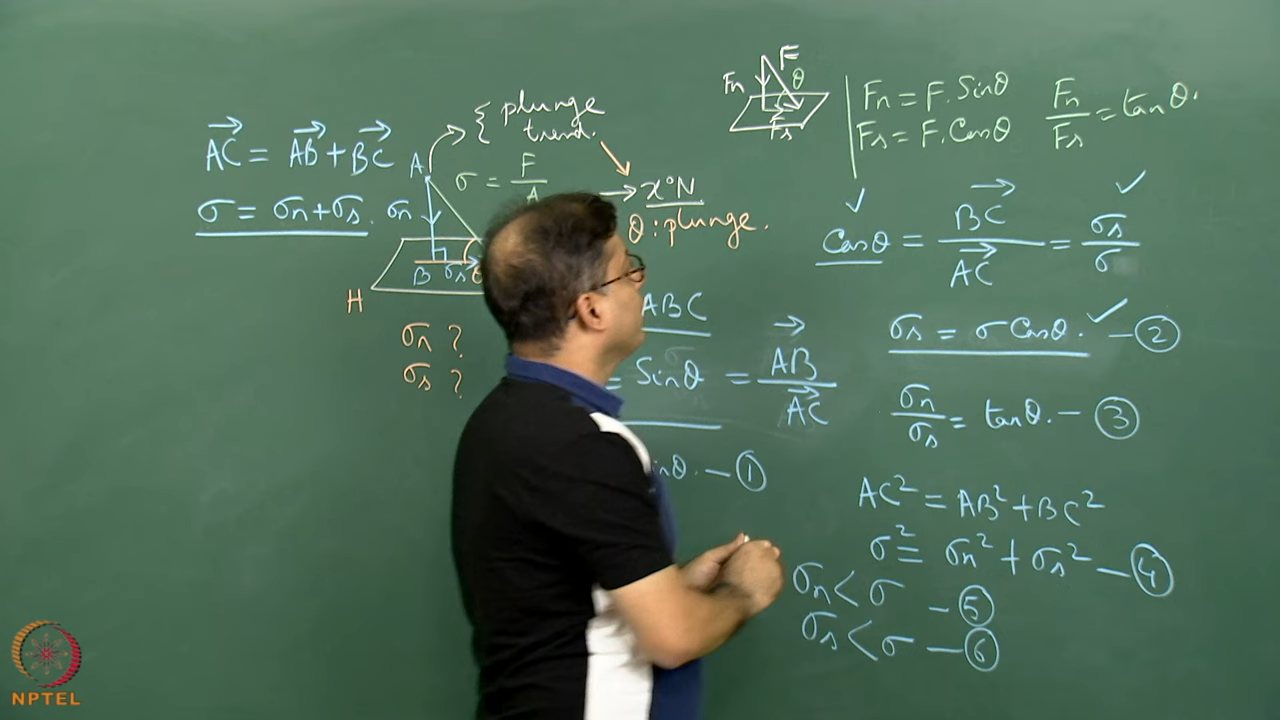 AC = AB + BC
σ = σn + σs
A
σn
B
σs
H
σn ?
σs ?
{ plunge
trend.
σ = F
x°N
θ : plunge.
F
Fn
θ
Fs
Fn = F. Sinθ
Fs = F. Cosθ
Fn / Fs = tanθ.
Cosθ = BC / AC = σs / σ
ABC
= Sinθ = AB / AC
inθ. — ①
σs = σ Cosθ. — ②
σn / σs = tanθ. — ③
AC² = AB² + BC²
σ² = σn² + σs² — ④
σn < σ — ⑤
σs < σ — ⑥
NPTEL